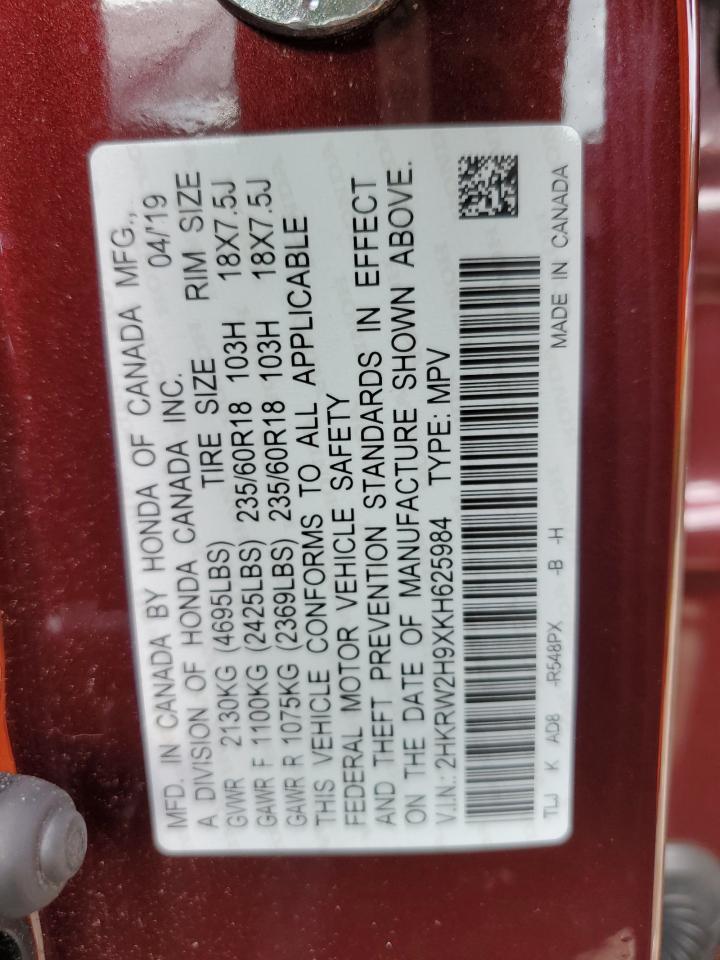 MFD. IN CANADA BY HONDA OF CANADA MFG.,
A DIVISION OF HONDA CANADA INC. 04/'19
GVWR 2130KG (4695LBS) TIRE SIZE RIM SIZE
GAWR F 1100KG (2425LBS) 235/60R18 103H 18X7.5J
GAWR R 1075KG (2369LBS) 235/60R18 103H 18X7.5J
THIS VEHICLE CONFORMS TO ALL APPLICABLE
FEDERAL MOTOR VEHICLE SAFETY
AND THEFT PREVENTION STANDARDS IN EFFECT
ON THE DATE OF MANUFACTURE SHOWN ABOVE.
V.I.N.: 2HKRW2H9XKH625984 TYPE: MPV
TLJ K AD8 -R548PX -B -H MADE IN CANADA